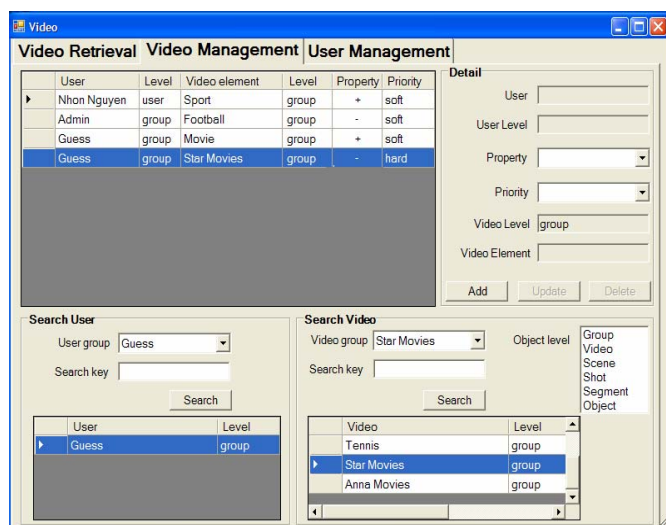 Video
Video Retrieval Video Management User Management
User Level Video element Level Property Priority
Nhon Nguyen user Sport group + soft
Admin group Football group - soft
Guess group Movie group + soft
Guess group Star Movies group - hard
Detail
User
User Level
Property
Priority
Video Level group
Video Element
Add Update Delete
Search User
User group Guess
Search key
Search
User Level
Guess group
Search Video
Video group Star Movies
Search key
Search
Object level
Group
Video
Scene
Shot
Segment
Object
Video Level
Tennis group
Star Movies group
Anna Movies group